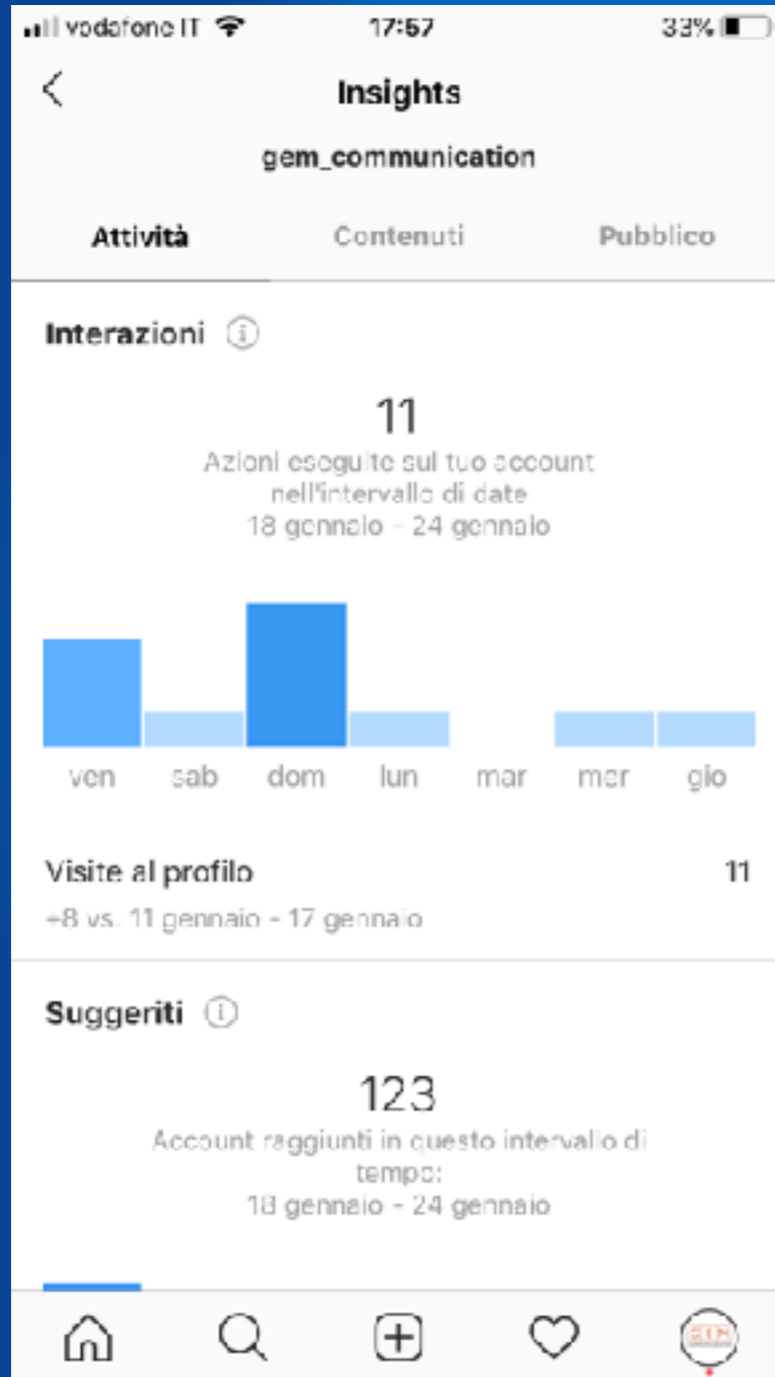 vodafone IT 17:57 33%
Insights
gem_communication
Attività Contenuti Pubblico
Interazioni
11
Azioni eseguite sul tuo account
nell'intervallo di date
18 gennaio - 24 gennaio
ven sab dom lun mar mer gio
Visite al profilo 11
+8 vs. 11 gennaio - 17 gennaio
Suggeriti
123
Account raggiunti in questo intervallo di
tempo:
18 gennaio - 24 gennaio